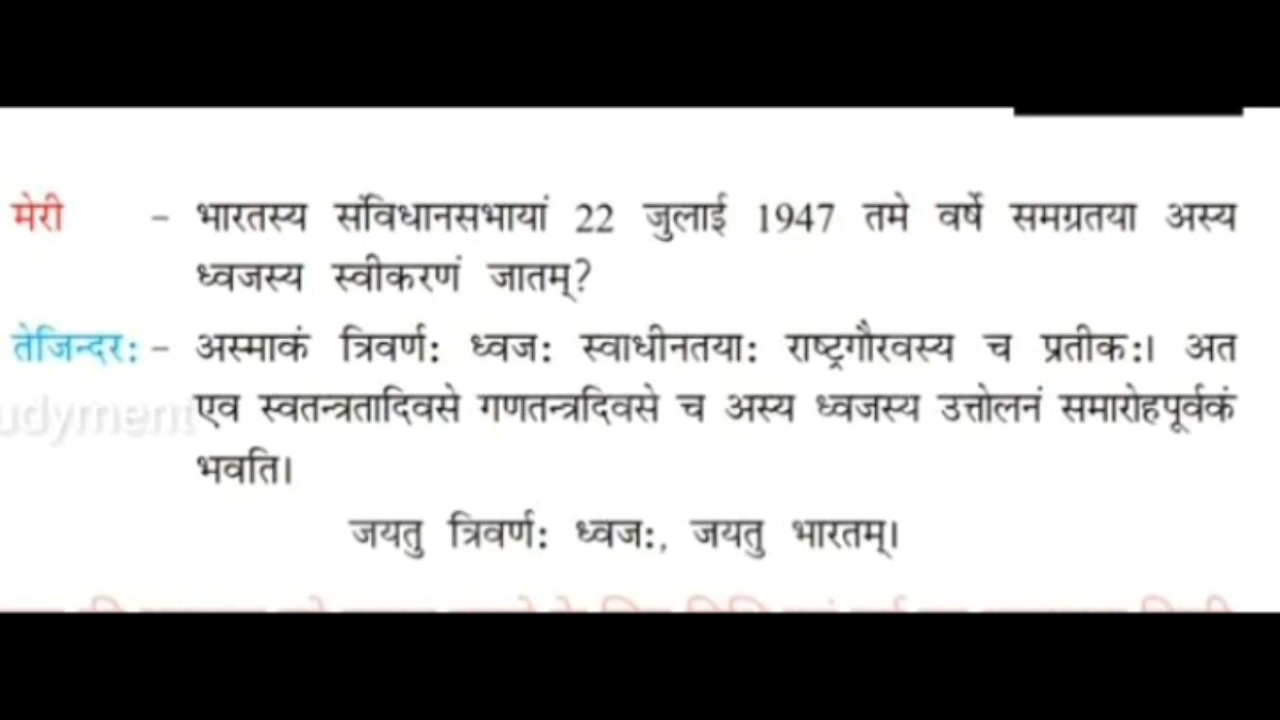 मेरी - भारतस्य संविधानसभायां 22 जुलाई 1947 तमे वर्षे समग्रतया अस्य
ध्वजस्य स्वीकरणं जातम्?
तेजिन्दरः - अस्माकं त्रिवर्णः ध्वजः स्वाधीनतयाः राष्ट्रगौरवस्य च प्रतीकः। अत
udyment एव स्वतन्त्रतादिवसे गणतन्त्रदिवसे च अस्य ध्वजस्य उत्तोलनं समारोहपूर्वकं
भवति।
जयतु त्रिवर्णः ध्वजः, जयतु भारतम्।